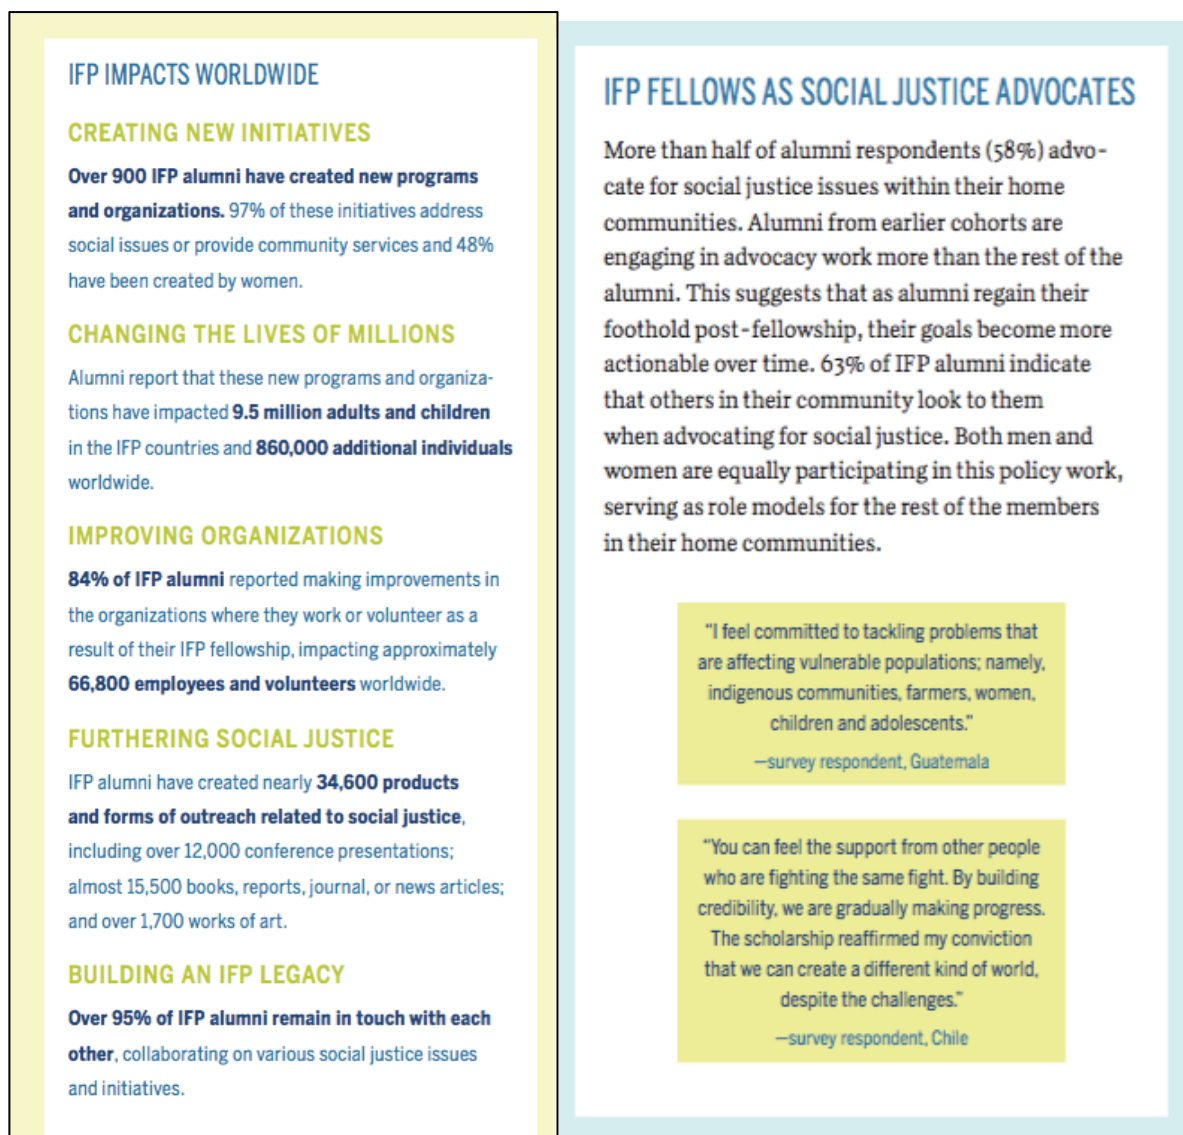 IFP IMPACTS WORLDWIDE
CREATING NEW INITIATIVES
Over 900 IFP alumni have created new programs
and organizations. 97% of these initiatives address
social issues or provide community services and 48%
have been created by women.
CHANGING THE LIVES OF MILLIONS
Alumni report that these new programs and organiza-
tions have impacted 9.5 million adults and children
in the IFP countries and 860,000 additional individuals
worldwide.
IMPROVING ORGANIZATIONS
84% of IFP alumni reported making improvements in
the organizations where they work or volunteer as a
result of their IFP fellowship, impacting approximately
66,800 employees and volunteers worldwide.
FURTHERING SOCIAL JUSTICE
IFP alumni have created nearly 34,600 products
and forms of outreach related to social justice,
including over 12,000 conference presentations;
almost 15,500 books, reports, journal, or news articles;
and over 1,700 works of art.
BUILDING AN IFP LEGACY
Over 95% of IFP alumni remain in touch with each
other, collaborating on various social justice issues
and initiatives.
IFP FELLOWS AS SOCIAL JUSTICE ADVOCATES
More than half of alumni respondents (58%) advo-
cate for social justice issues within their home
communities. Alumni from earlier cohorts are
engaging in advocacy work more than the rest of the
alumni. This suggests that as alumni regain their
foothold post-fellowship, their goals become more
actionable over time. 63% of IFP alumni indicate
that others in their community look to them
when advocating for social justice. Both men and
women are equally participating in this policy work,
serving as role models for the rest of the members
in their home communities.
“I feel committed to tackling problems that
are affecting vulnerable populations; namely,
indigenous communities, farmers, women,
children and adolescents.”
—survey respondent, Guatemala
“You can feel the support from other people
who are fighting the same fight. By building
credibility, we are gradually making progress.
The scholarship reaffirmed my conviction
that we can create a different kind of world,
despite the challenges.”
—survey respondent, Chile